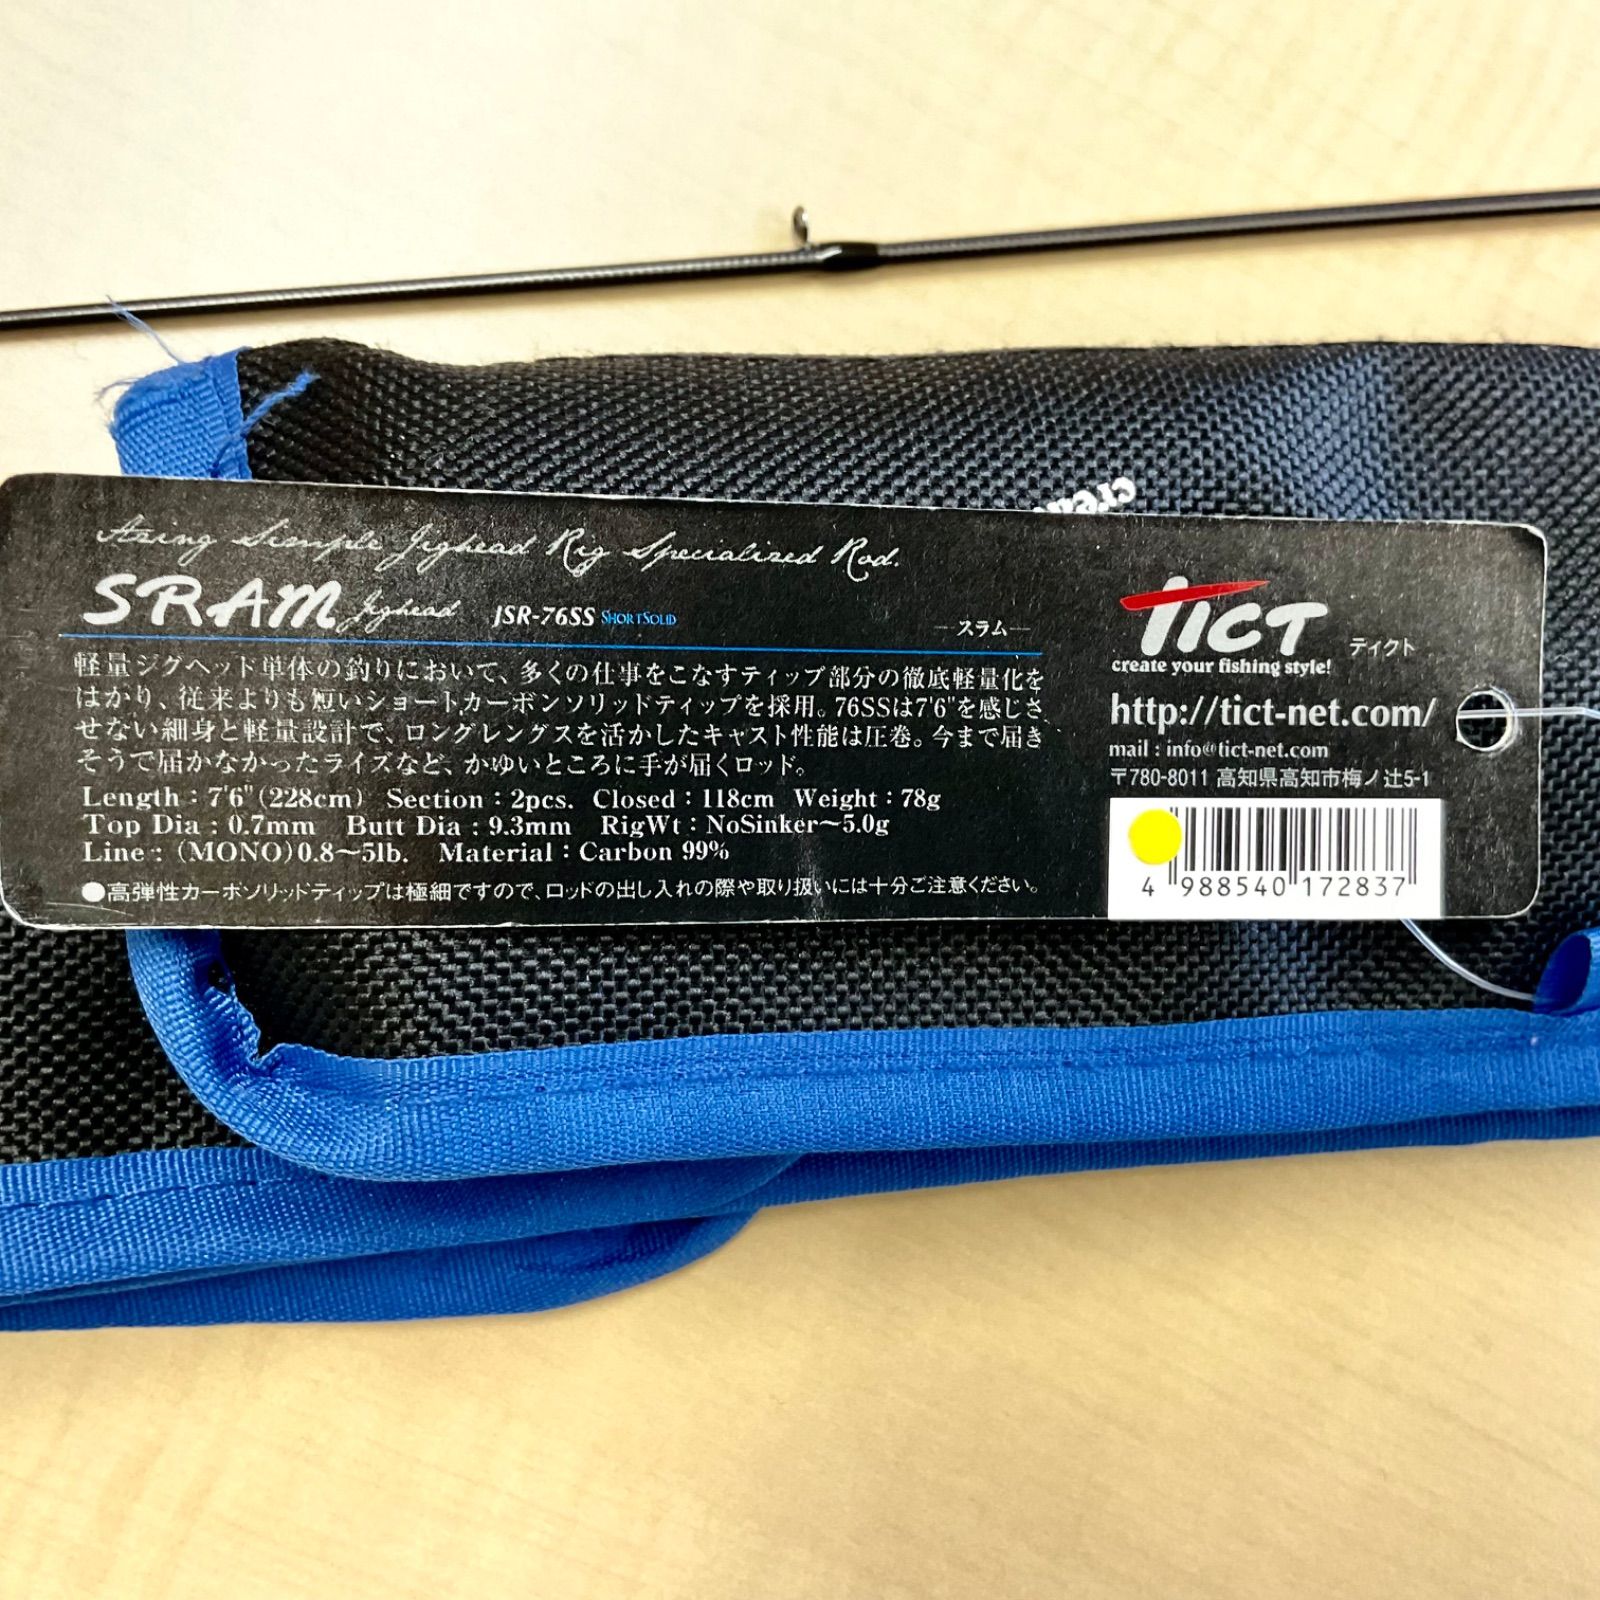 Azing Simple Jighead Rig Specialized Rod.
SRAM Jighead JSR-76SS SHORTSOLID ースラムー
軽量ジグヘッド単体の釣りにおいて、多くの仕事をこなすティップ部分の徹底軽量化を
はかり、従来よりも短いショートカーボンソリッドティップを採用。76SSは7'6"を感じさ
せない細身と軽量設計で、ロングレングスを活かしたキャスト性能は圧巻。今まで届き
そうで届かなかったライズなど、かゆいところに手が届くロッド。
Length : 7'6" (228cm) Section : 2pcs. Closed : 118cm Weight : 78g
Top Dia : 0.7mm Butt Dia : 9.3mm RigWt : NoSinker〜5.0g
Line : (MONO)0.8〜5lb. Material : Carbon 99%
●高弾性カーボンソリッドティップは極細ですので、ロッドの出し入れの際や取り扱いには十分ご注意ください。
TICT ティクト
create your fishing style!
http://tict-net.com/
mail : info@tict-net.com
〒780-8011 高知県高知市梅ノ辻5-1
4 988540 172837